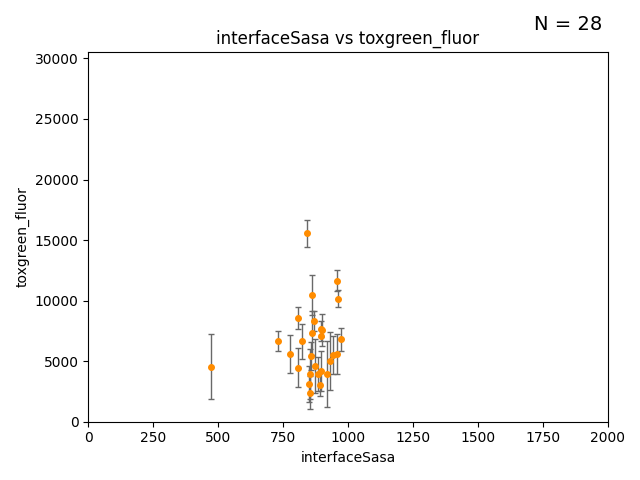 N = 28
interfaceSasa vs toxgreen_fluor
30000
25000
20000
15000
10000
5000
0
toxgreen_fluor
0 250 500 750 1000 1250 1500 1750 2000
interfaceSasa